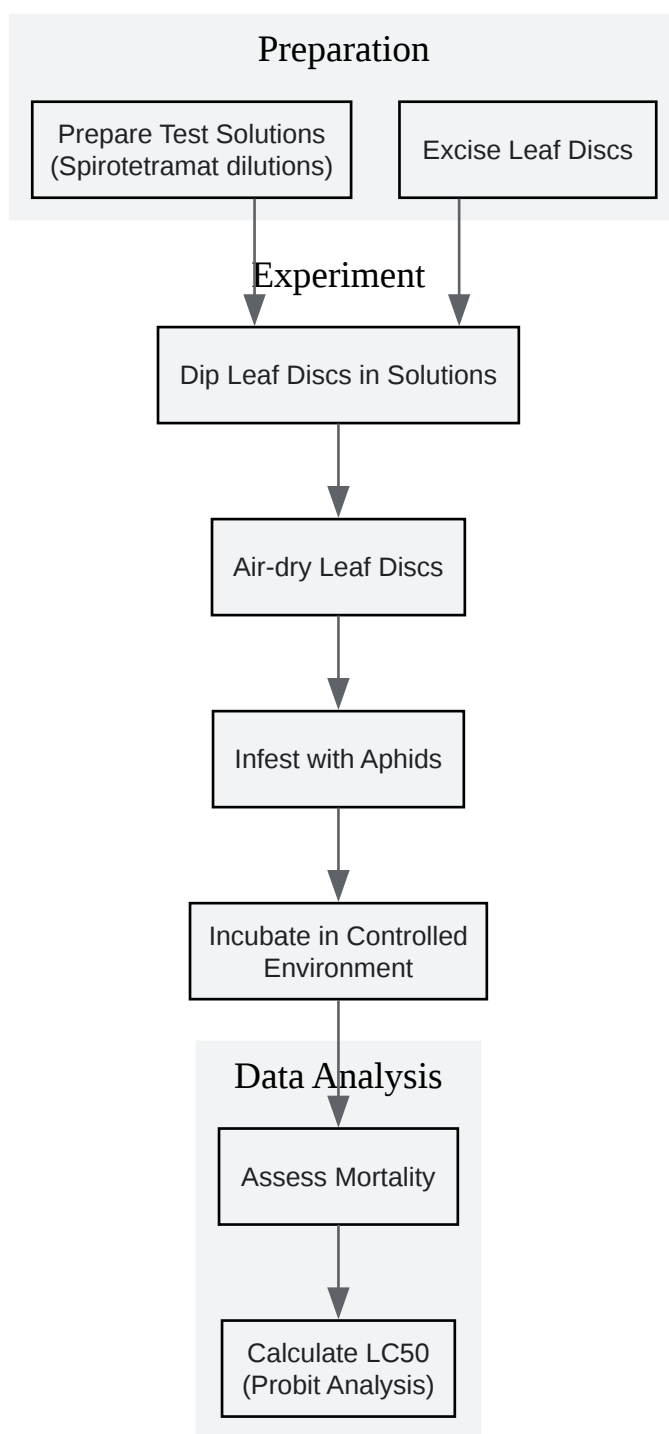 Preparation
Prepare Test Solutions
(Spirotetramat dilutions)
Excise Leaf Discs
Experiment
Dip Leaf Discs in Solutions
Air-dry Leaf Discs
Infest with Aphids
Incubate in Controlled
Environment
Data Analysis
Assess Mortality
Calculate LC50
(Probit Analysis)